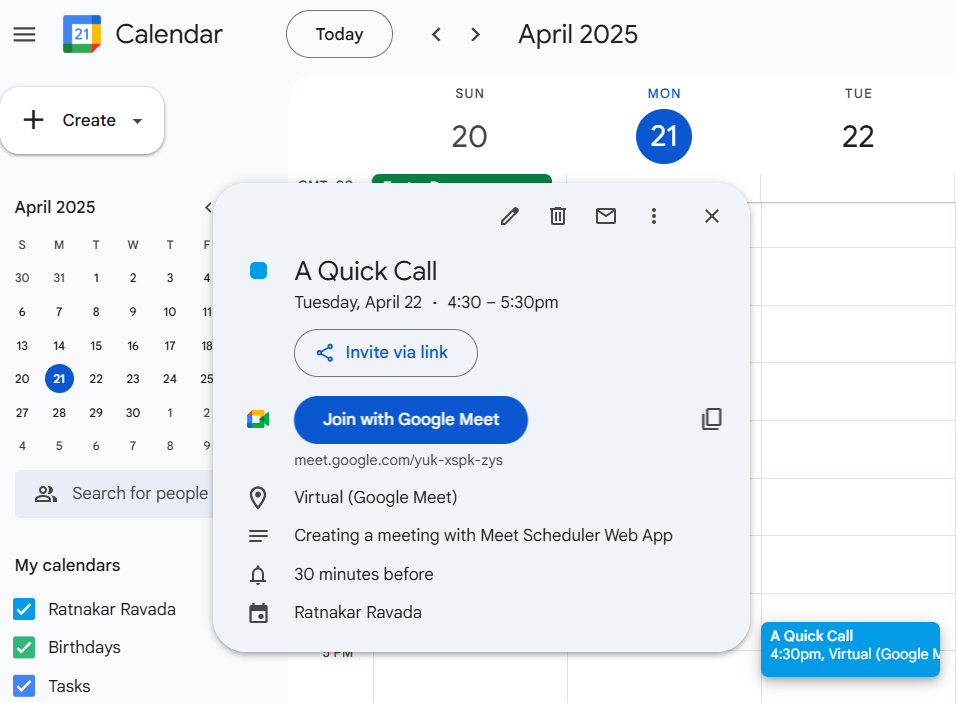 21 Calendar Today April 2025
SUN MON TUE
20 21 22
Create
April 2025
S M T W T F
30 31 1 2 3 4
6 7 8 9 10 11
13 14 15 16 17 18
20 21 22 23 24 25
27 28 29 30 1 2
4 5 6 7 8 9
Search for people
My calendars
Ratnakar Ravada
Birthdays
Tasks
A Quick Call
Tuesday, April 22 · 4:30 – 5:30pm
Invite via link
Join with Google Meet
meet.google.com/yuk-xspk-zys
Virtual (Google Meet)
Creating a meeting with Meet Scheduler Web App
30 minutes before
Ratnakar Ravada
5 PM
A Quick Call
4:30pm, Virtual (Google M